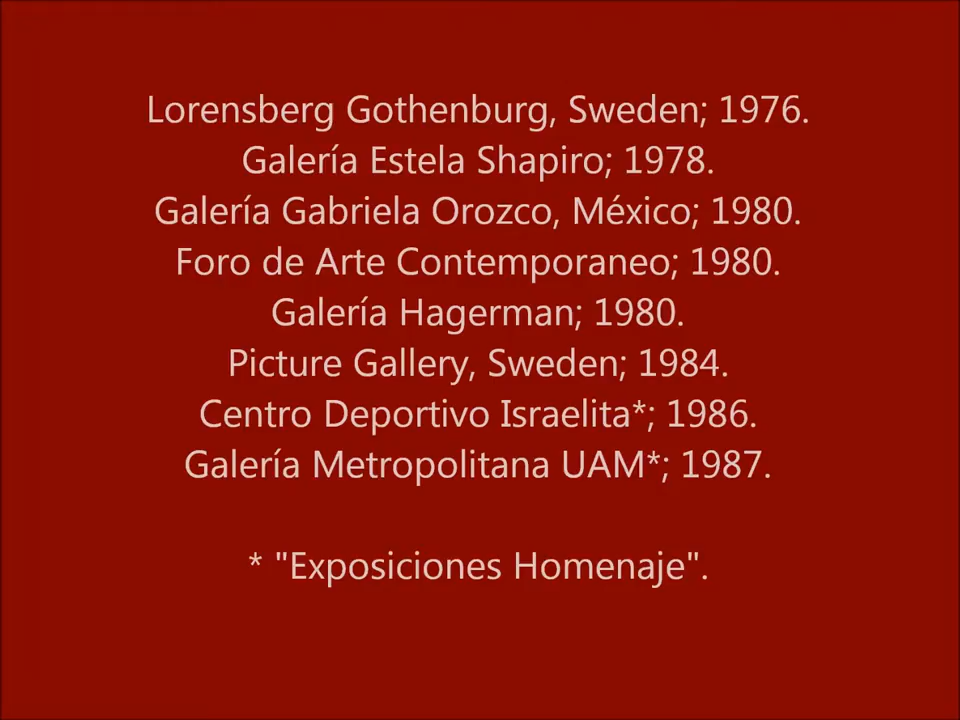 Lorensberg Gothenburg, Sweden; 1976.
Galería Estela Shapiro; 1978.
Galería Gabriela Orozco, México; 1980.
Foro de Arte Contemporaneo; 1980.
Galería Hagerman; 1980.
Picture Gallery, Sweden; 1984.
Centro Deportivo Israelita*; 1986.
Galería Metropolitana UAM*; 1987.
* "Exposiciones Homenaje".